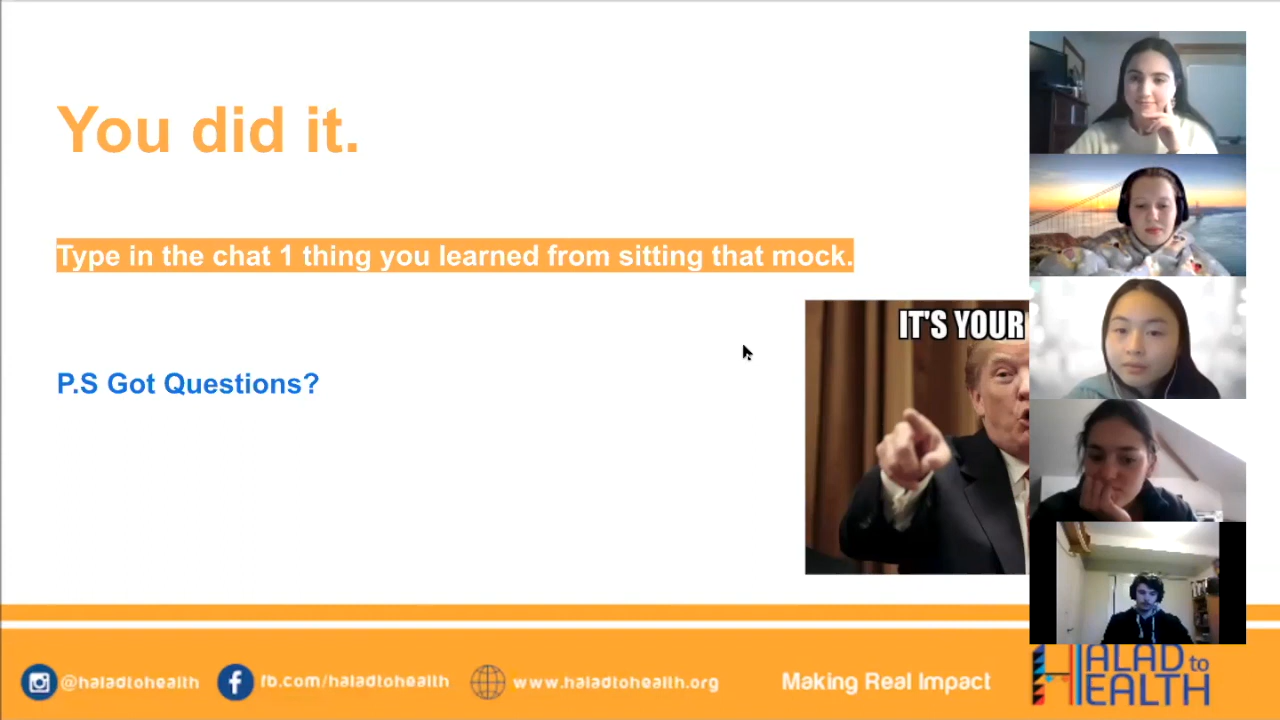 You did it.
Type in the chat 1 thing you learned from sitting that mock.
IT'S YOUR
P.S Got Questions?
@haladtohealth
fb.com/haladtohealth
www.haladtohealth.org
Making Real Impact
HALAD to
HEALTH